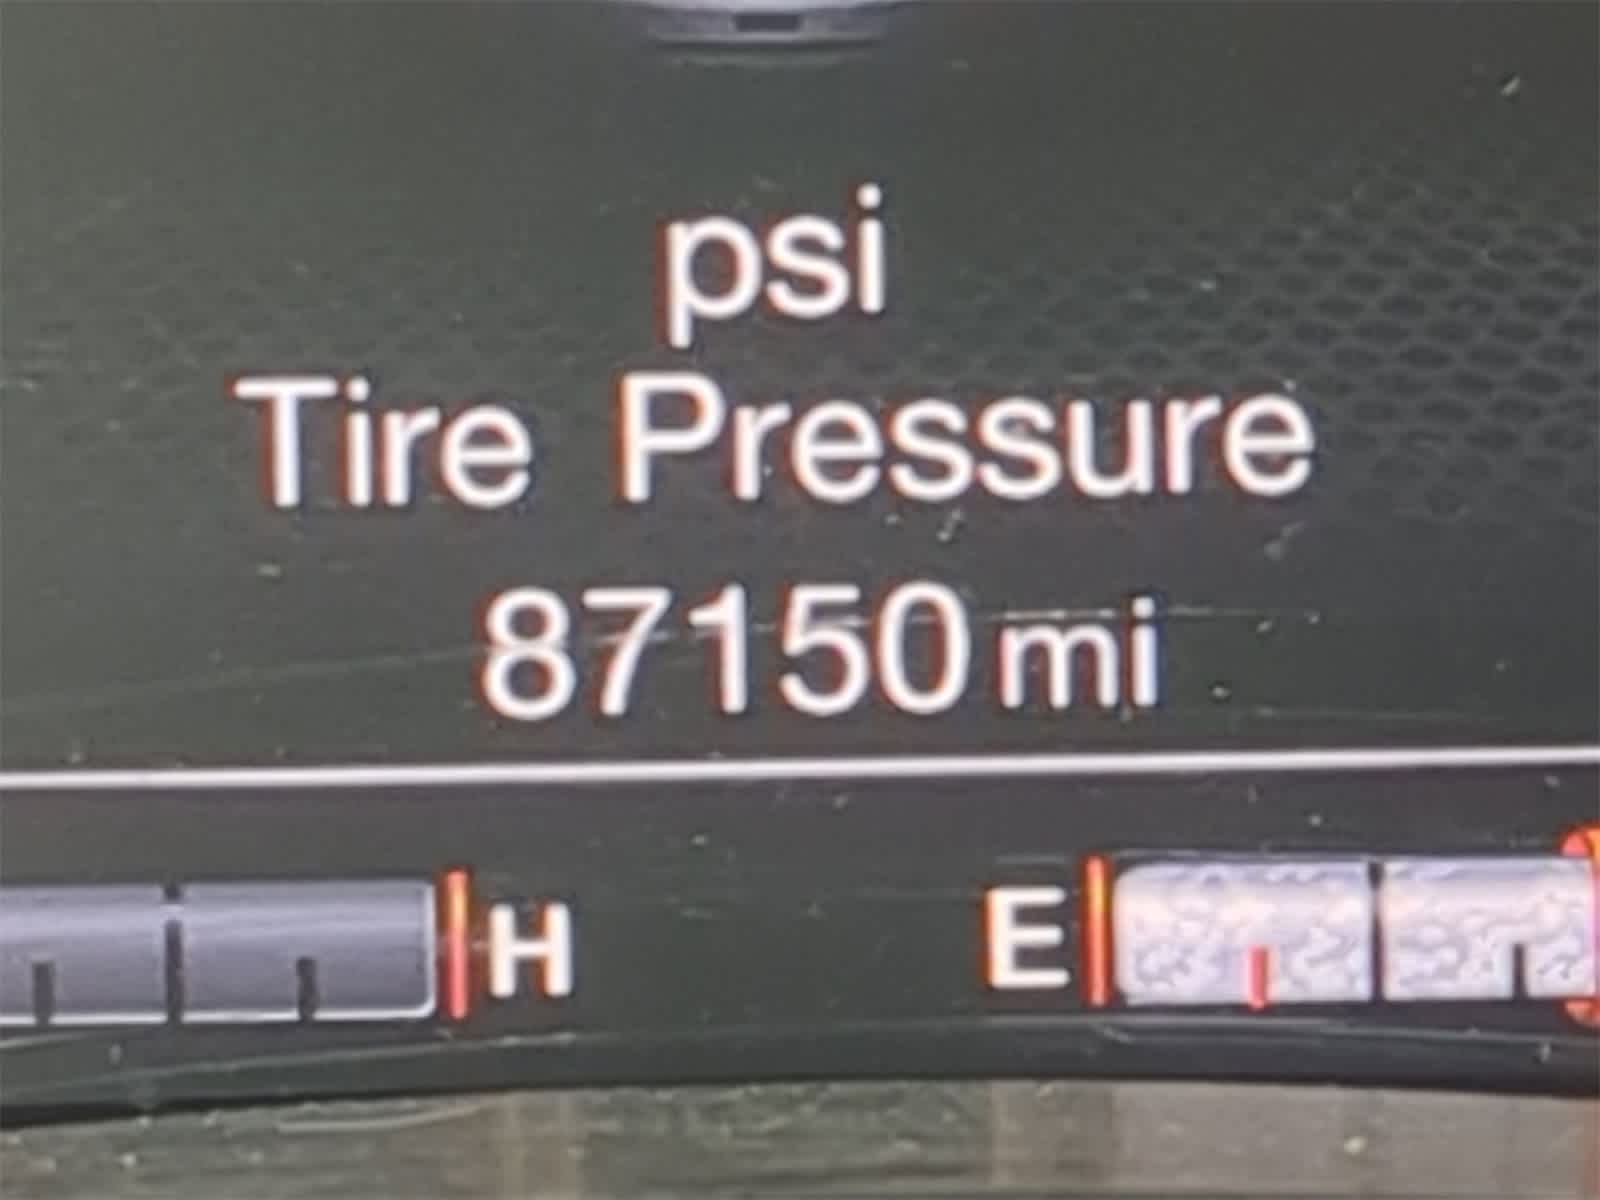 psi
Tire Pressure
87150 mi
H E